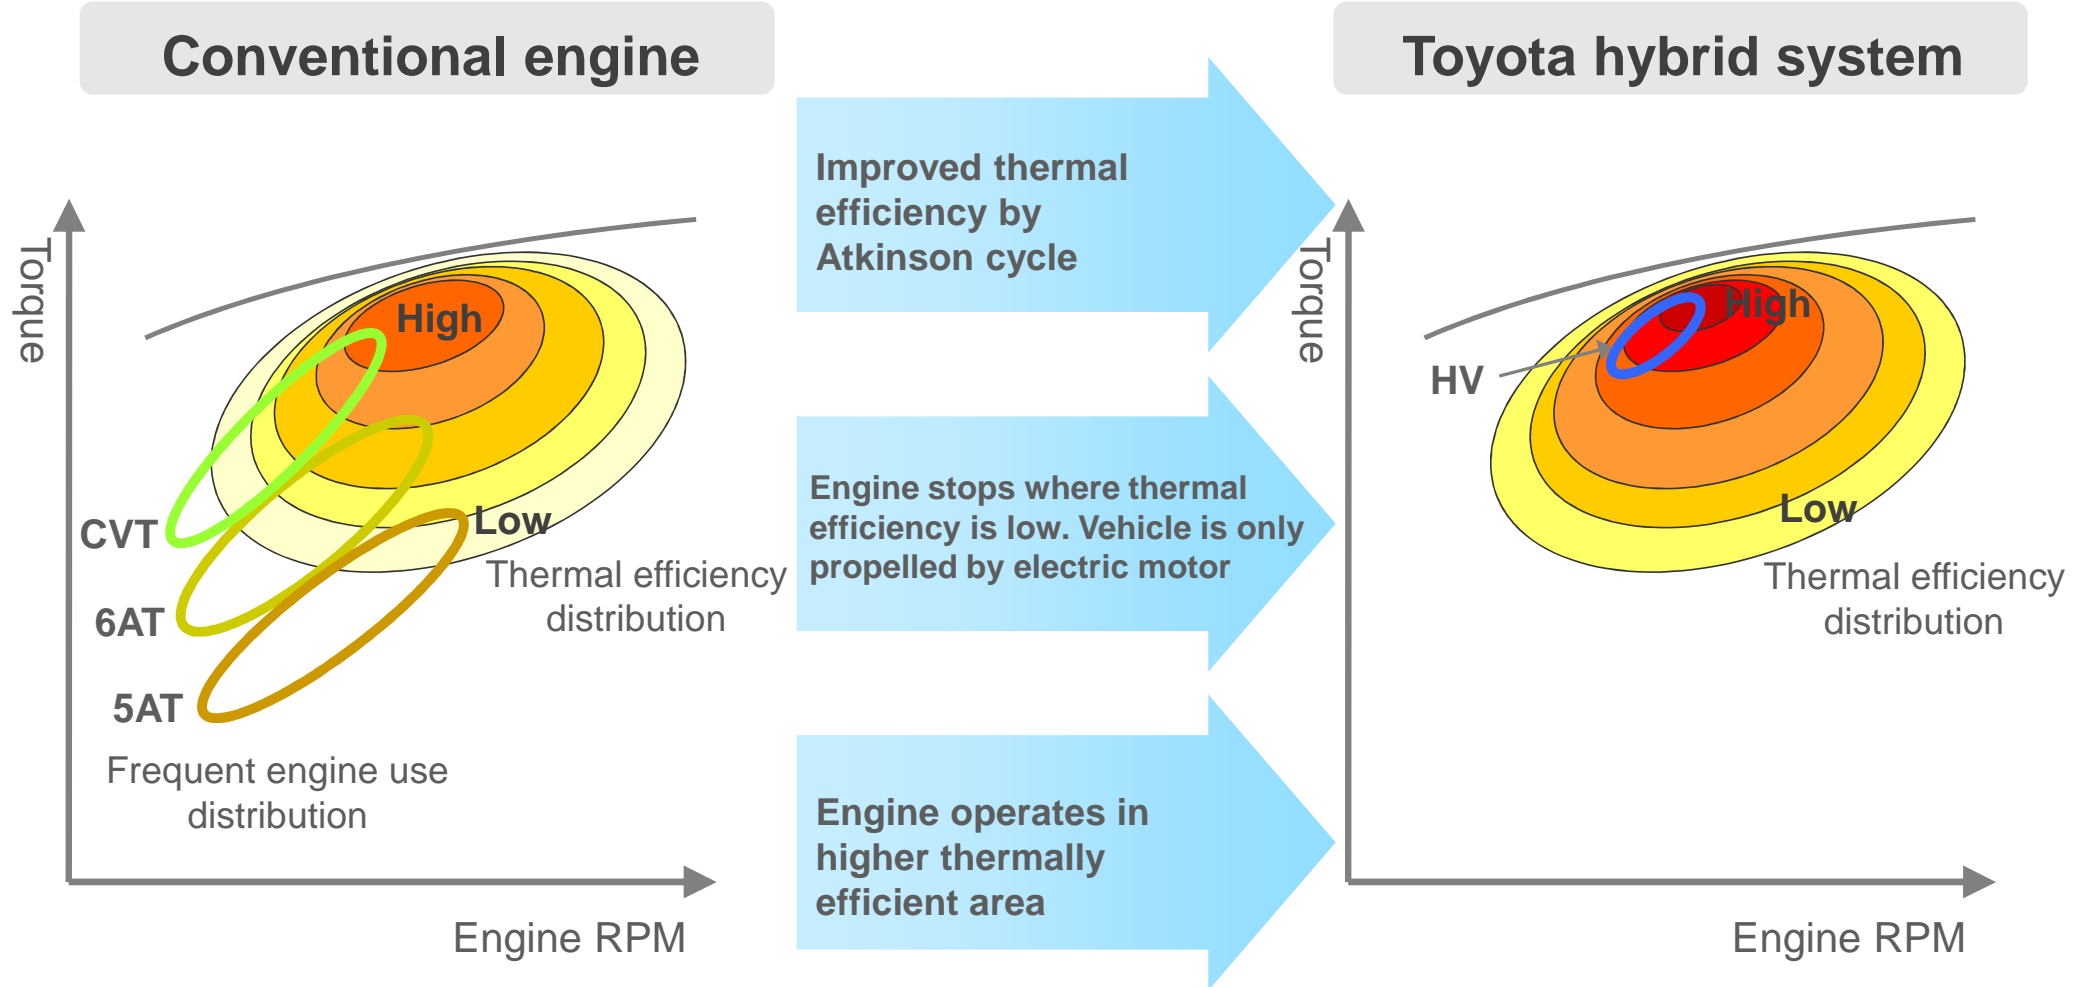 Conventional engine
Torque
High
Low
CVT
6AT
5AT
Thermal efficiency
distribution
Frequent engine use
distribution
Engine RPM
Improved thermal
efficiency by
Atkinson cycle
Engine stops where thermal
efficiency is low. Vehicle is only
propelled by electric motor
Engine operates in
higher thermally
efficient area
Toyota hybrid system
Torque
High
HV
Low
Thermal efficiency
distribution
Engine RPM